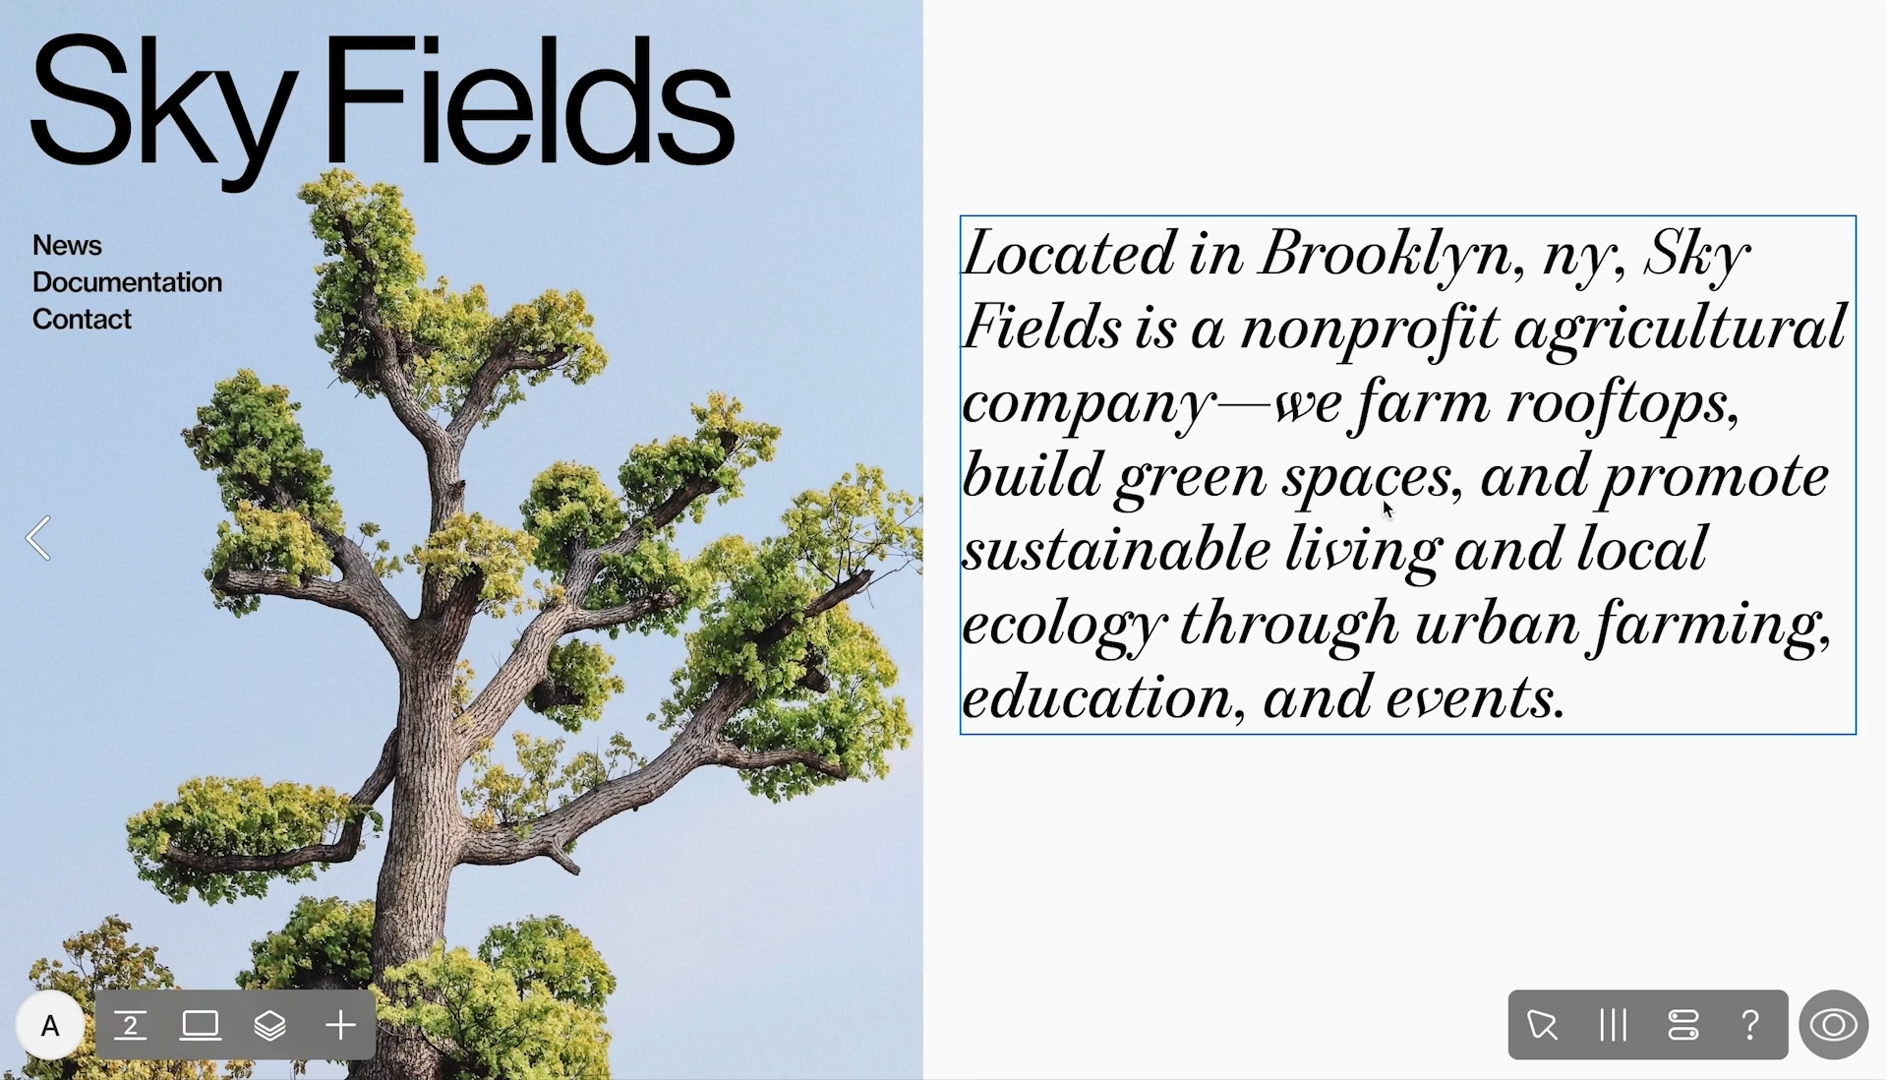 Sky Fields
News
Documentation
Contact
Located in Brooklyn, ny, Sky
Fields is a nonprofit agricultural
company—we farm rooftops,
build green spaces, and promote
sustainable living and local
ecology through urban farming,
education, and events.
A
2
?